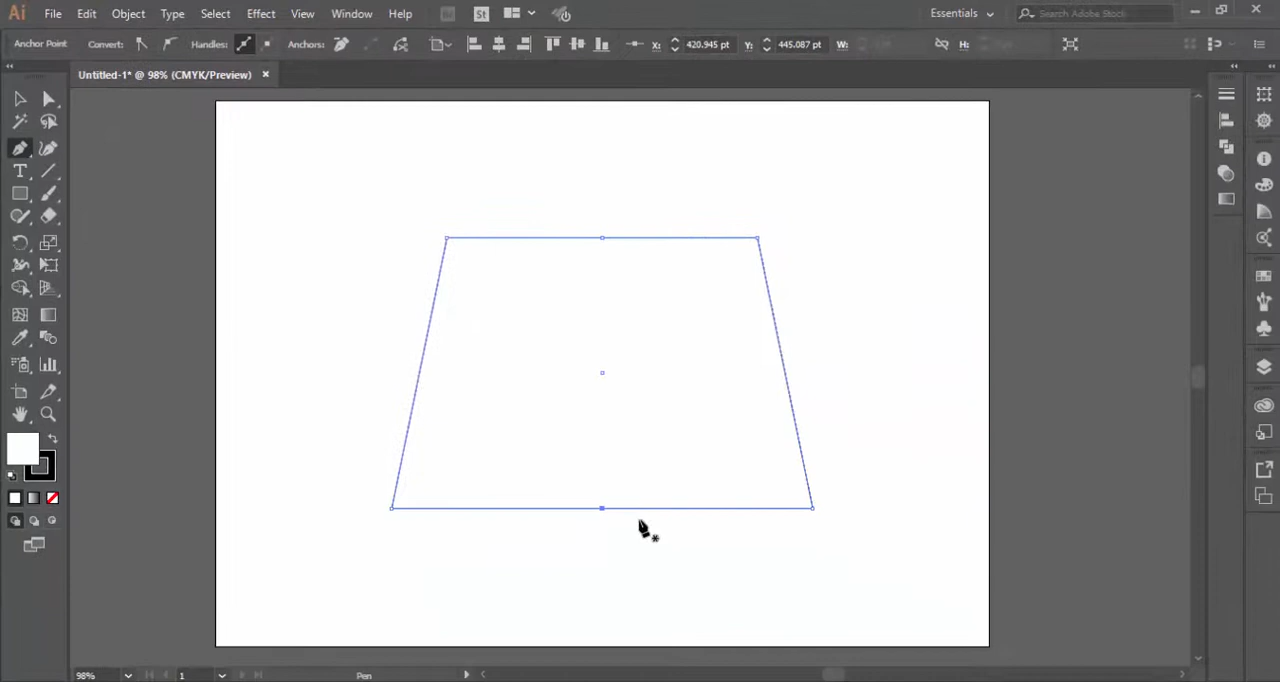 Ai File Edit Object Type Select Effect View Window Help Br St Essentials Search Adobe Stock
Anchor Point Convert: Handles: Anchors: X: 420.945 pt Y: 445.087 pt W: H:
Untitled-1* @ 98% (CMYK/Preview)
T
98% 1 Pen